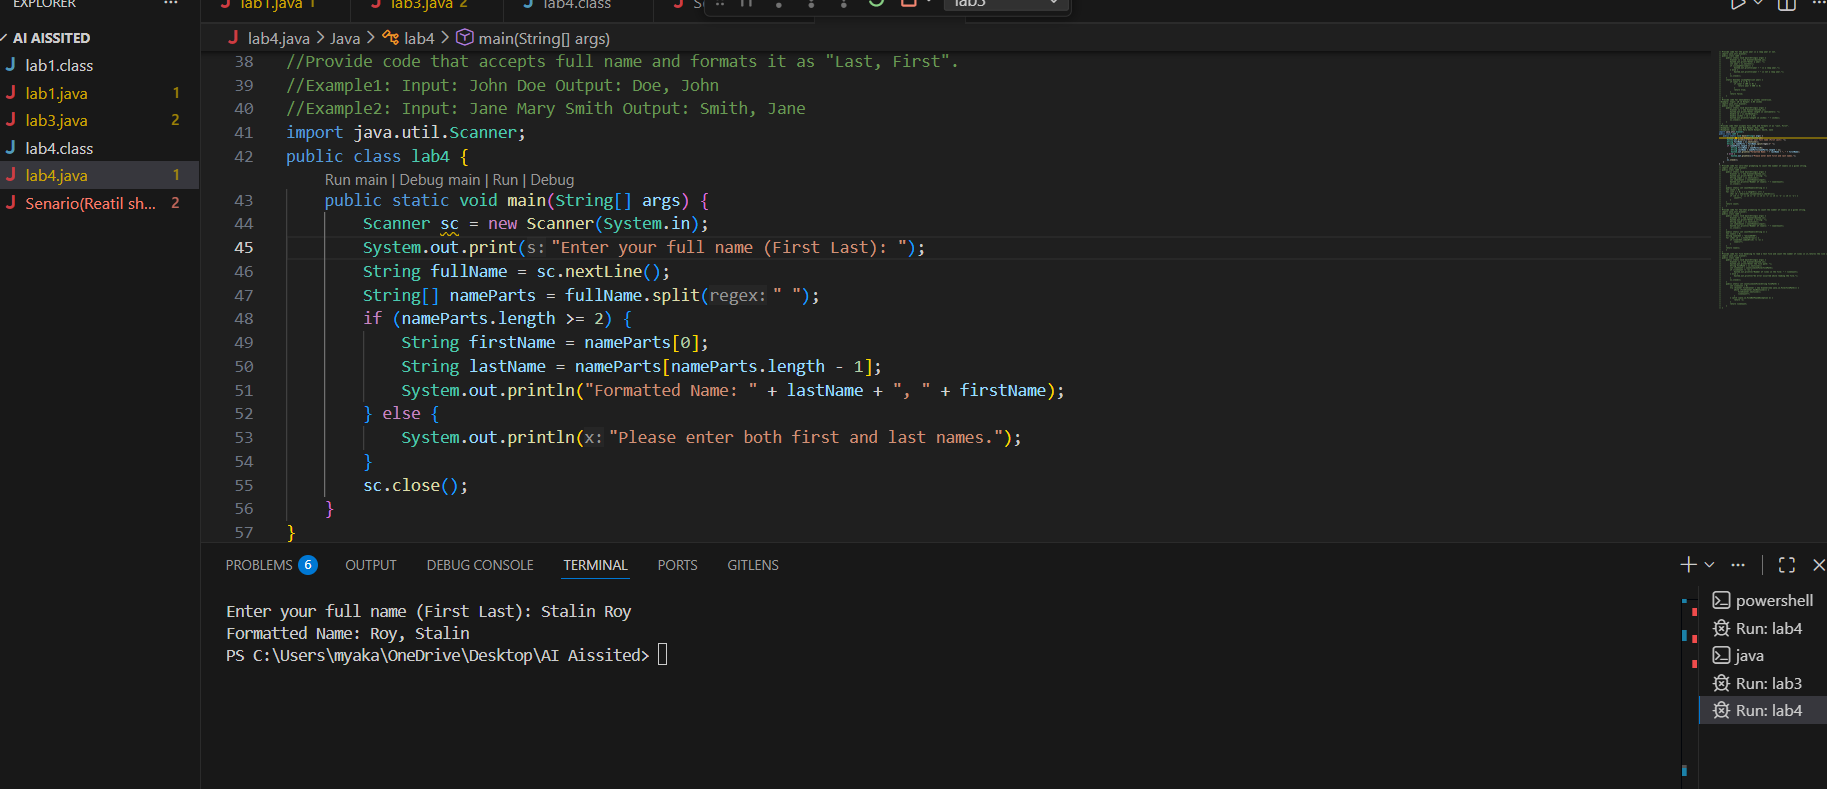 EXPLORER
...
lab1.java 1
lab3.java 2
lab4.class
lab3
AI AISSITED
lab1.class
lab1.java 1
lab3.java 2
lab4.class
lab4.java 1
Senario(Reatil sh... 2
lab4.java > Java > lab4 > main(String[] args)
38 //Provide code that accepts full name and formats it as "Last, First".
39 //Example1: Input: John Doe Output: Doe, John
40 //Example2: Input: Jane Mary Smith Output: Smith, Jane
41 import java.util.Scanner;
42 public class lab4 {
Run main | Debug main | Run | Debug
43 public static void main(String[] args) {
44 Scanner sc = new Scanner(System.in);
45 System.out.print(s: "Enter your full name (First Last): ");
46 String fullName = sc.nextLine();
47 String[] nameParts = fullName.split(regex: " ");
48 if (nameParts.length >= 2) {
49 String firstName = nameParts[0];
50 String lastName = nameParts[nameParts.length - 1];
51 System.out.println("Formatted Name: " + lastName + ", " + firstName);
52 } else {
53 System.out.println(x: "Please enter both first and last names.");
54 }
55 sc.close();
56 }
57 }
PROBLEMS 6 OUTPUT DEBUG CONSOLE TERMINAL PORTS GITLENS
Enter your full name (First Last): Stalin Roy
Formatted Name: Roy, Stalin
PS C:\Users\myaka\OneDrive\Desktop\AI Aissited>
powershell
Run: lab4
java
Run: lab3
Run: lab4